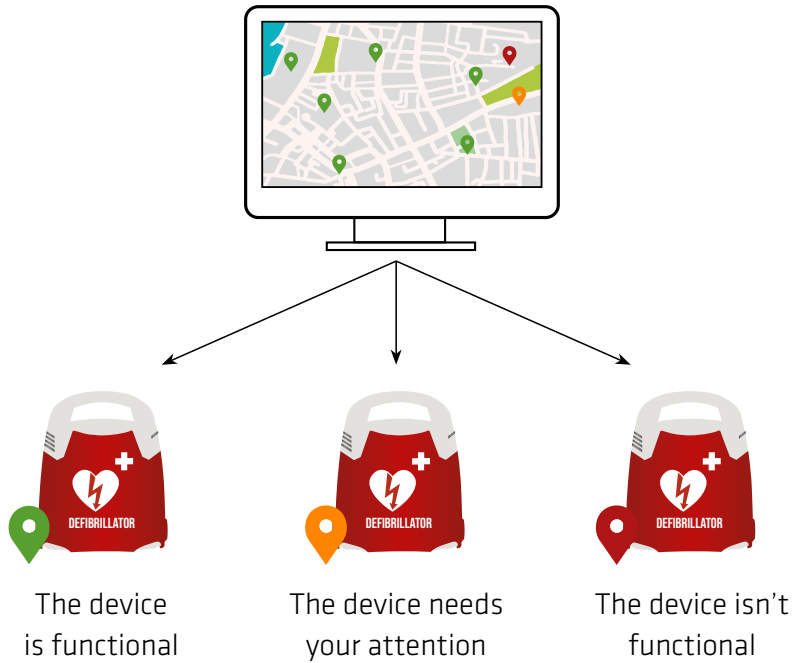 DEFIBRILLATOR
DEFIBRILLATOR
DEFIBRILLATOR
The device
is functional
The device needs
your attention
The device isn't
functional